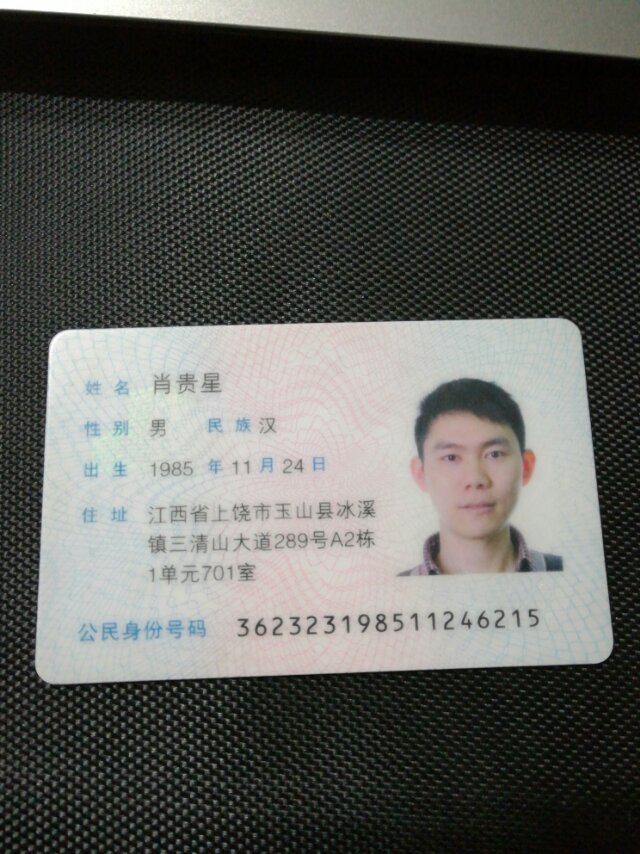 姓名 肖贵星
性别 男 民族 汉
出生 1985 年 11 月 24 日
住址 江西省上饶市玉山县冰溪
镇三清山大道289号A2栋
1单元701室
公民身份号码 362323198511246215